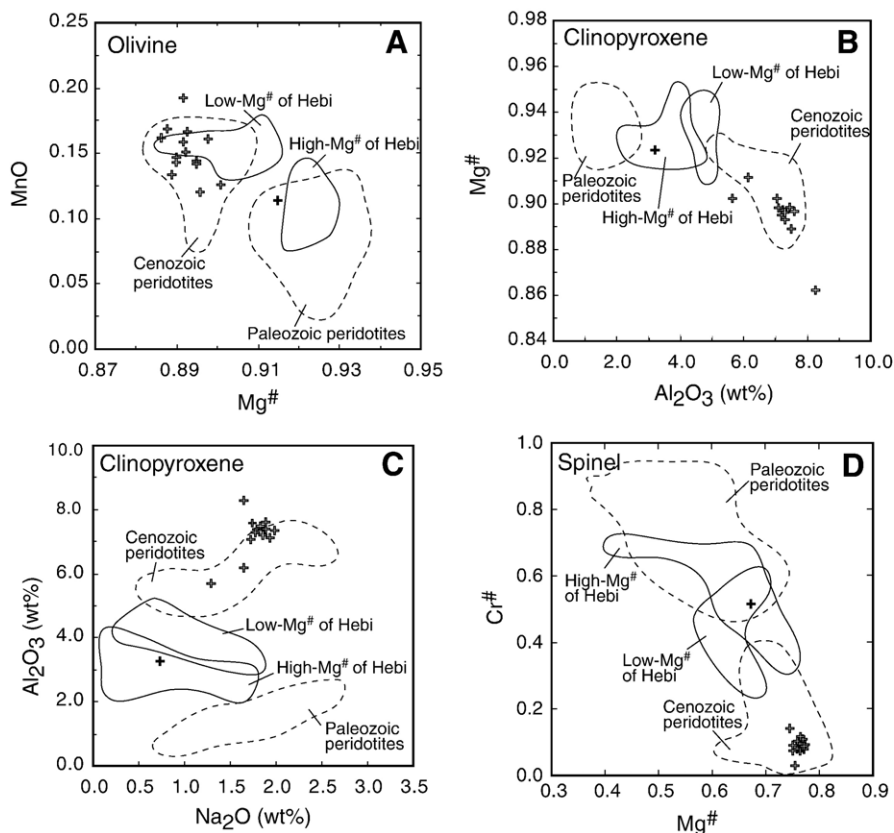 Olivine
A
0.25
0.20
0.15
0.10
0.05
0.00
MnO
Low-Mg# of Hebi
High-Mg# of Hebi
Cenozoic
peridotites
Paleozoic peridotites
0.87
0.89
0.91
0.93
0.95
Mg#
Clinopyroxene
B
0.98
0.96
0.94
0.92
0.90
0.88
0.86
0.84
Mg#
Low-Mg#
of Hebi
Cenozoic
peridotites
Paleozoic
peridotites
High-Mg# of Hebi
0.0
2.0
4.0
6.0
8.0
10.0
Al2O3 (wt%)
Clinopyroxene
C
10.0
8.0
6.0
4.0
2.0
0.0
Al2O3 (wt%)
Cenozoic
peridotites
Low-Mg# of Hebi
High-Mg# of Hebi
Paleozoic
peridotites
0.0
0.5
1.0
1.5
2.0
2.5
3.0
3.5
Na2O (wt%)
Spinel
D
1.0
0.8
0.6
0.4
0.2
0.0
Cr#
Paleozoic
peridotites
High-Mg#
of Hebi
Low-Mg#
of Hebi
Cenozoic
peridotites
0.3
0.4
0.5
0.6
0.7
0.8
0.9
Mg#